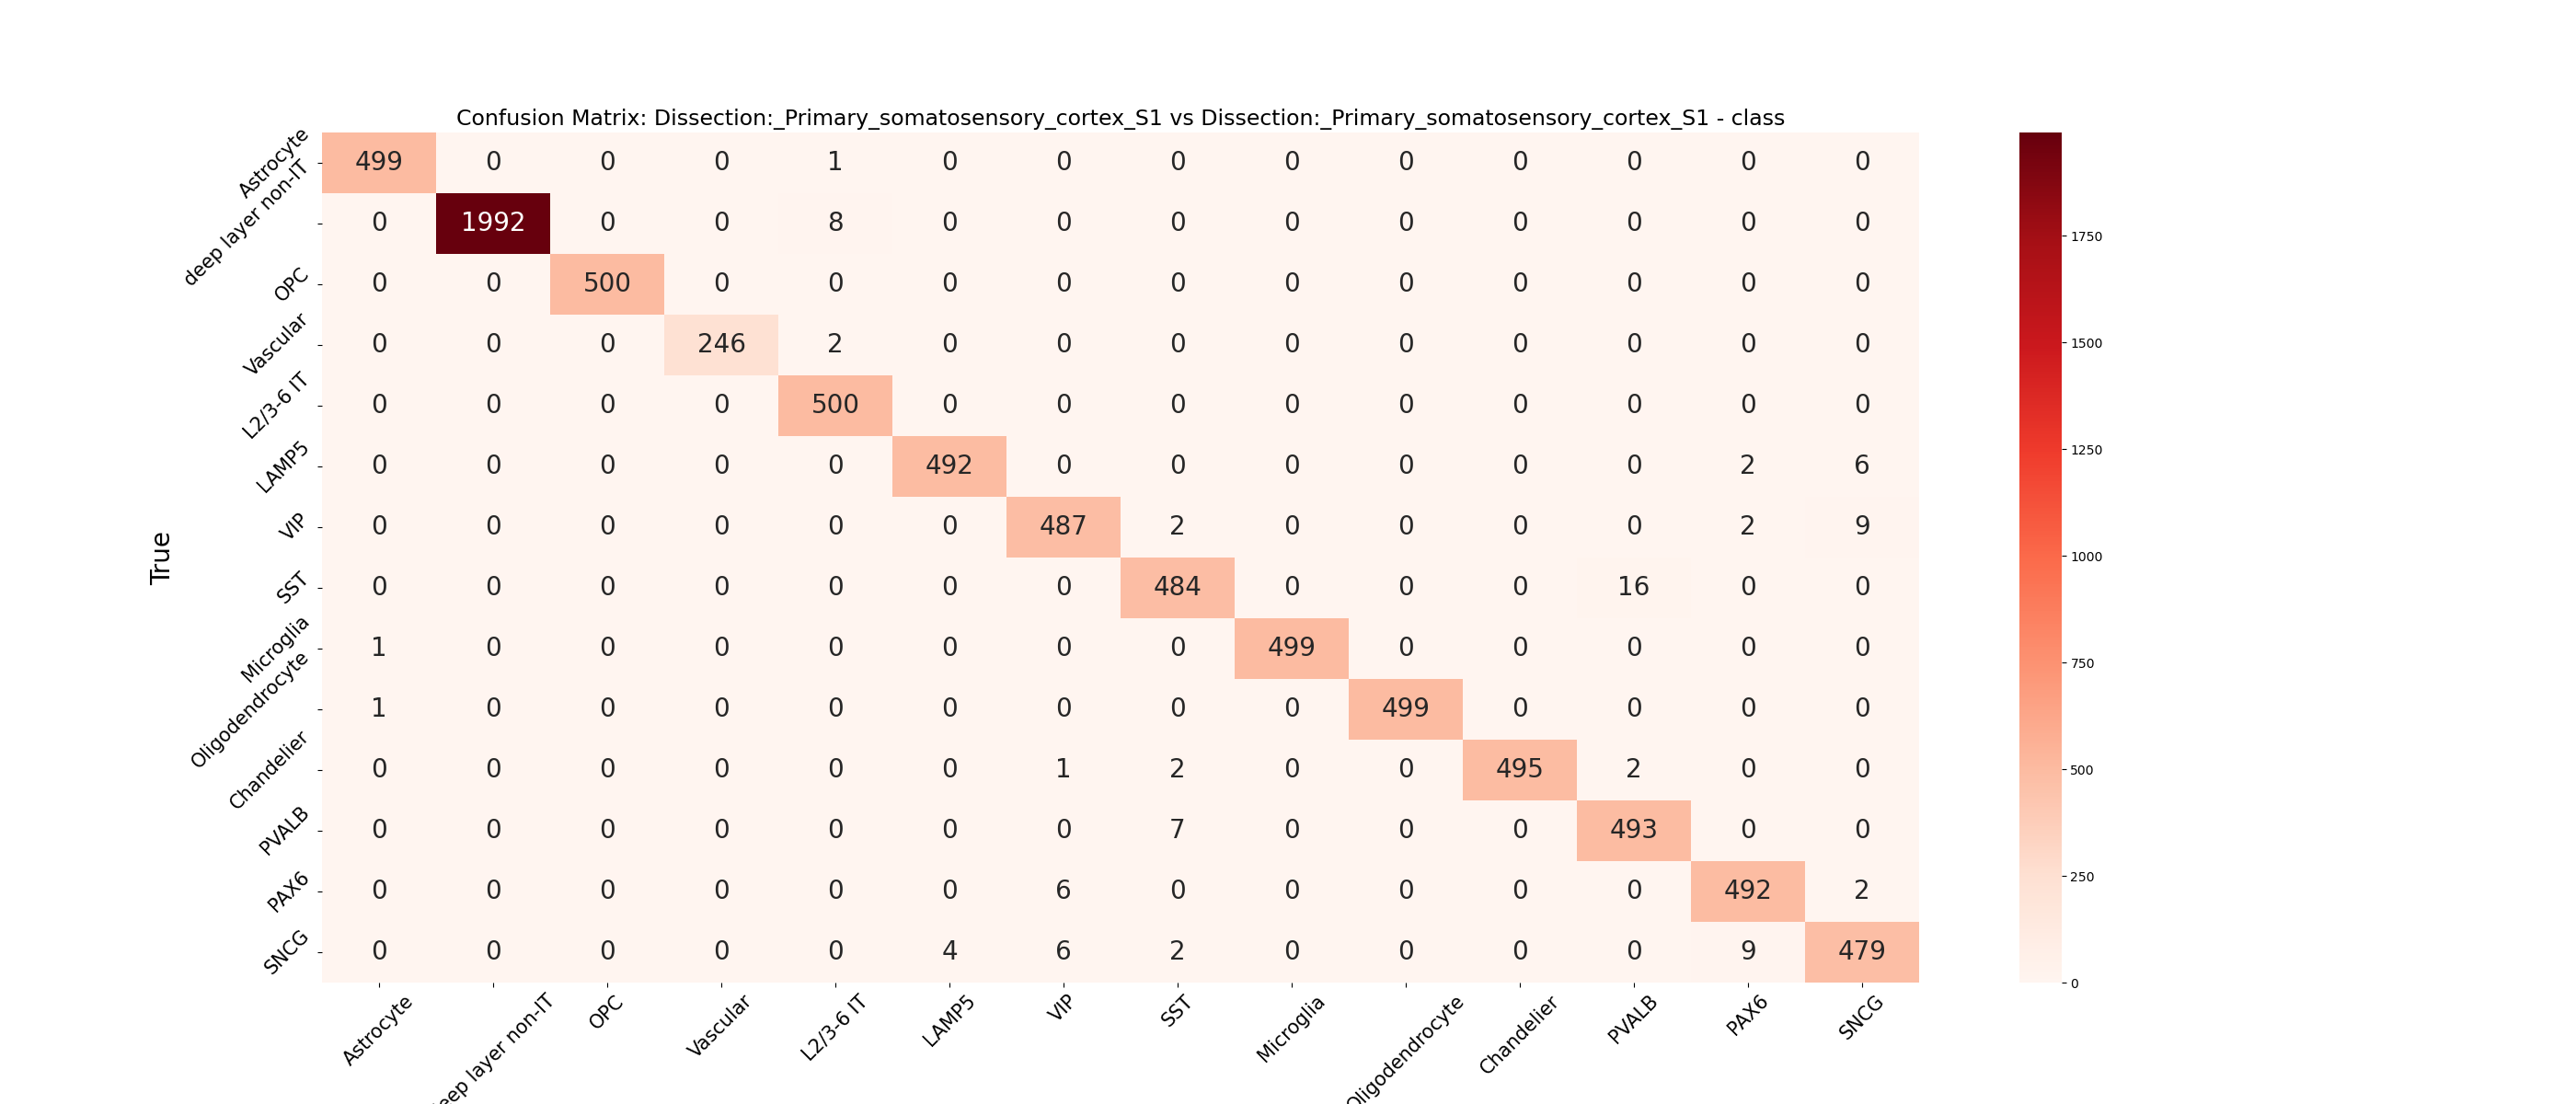 Confusion Matrix: Dissection:_Primary_somatosensory_cortex_S1 vs Dissection:_Primary_somatosensory_cortex_S1 - class
Astrocyte 499 0 0 0 1 0 0 0 0 0 0 0 0 0
deep layer non-IT 0 1992 0 0 8 0 0 0 0 0 0 0 0 0
OPC 0 0 500 0 0 0 0 0 0 0 0 0 0 0
Vascular 0 0 0 246 2 0 0 0 0 0 0 0 0 0
L2/3-6 IT 0 0 0 0 500 0 0 0 0 0 0 0 0 0
LAMP5 0 0 0 0 0 492 0 0 0 0 0 0 2 6
VIP 0 0 0 0 0 0 487 2 0 0 0 0 2 9
SST 0 0 0 0 0 0 0 484 0 0 0 16 0 0
Microglia 1 0 0 0 0 0 0 0 499 0 0 0 0 0
Oligodendrocyte 1 0 0 0 0 0 0 0 0 499 0 0 0 0
Chandelier 0 0 0 0 0 0 1 2 0 0 495 2 0 0
PVALB 0 0 0 0 0 0 0 7 0 0 0 493 0 0
PAX6 0 0 0 0 0 0 6 0 0 0 0 0 492 2
SNCG 0 0 0 0 0 4 6 2 0 0 0 0 9 479
True
Astrocyte eep layer non-IT OPC Vascular L2/3-6 IT LAMP5 VIP SST Microglia Oligodendrocyte Chandelier PVALB PAX6 SNCG
1750
1500
1250
1000
750
500
250
0